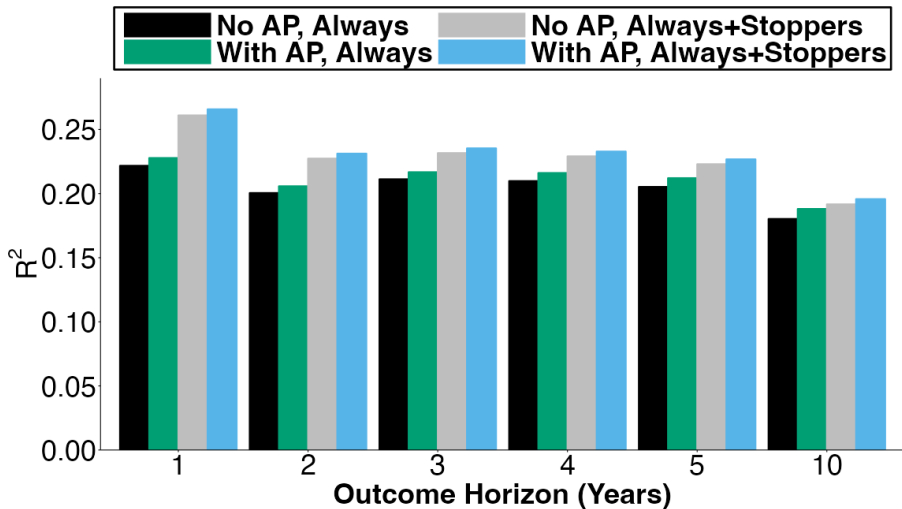 No AP, Always No AP, Always+Stoppers
With AP, Always With AP, Always+Stoppers
R²
0.25
0.20
0.15
0.10
0.05
0.00
1 2 3 4 5 10
Outcome Horizon (Years)